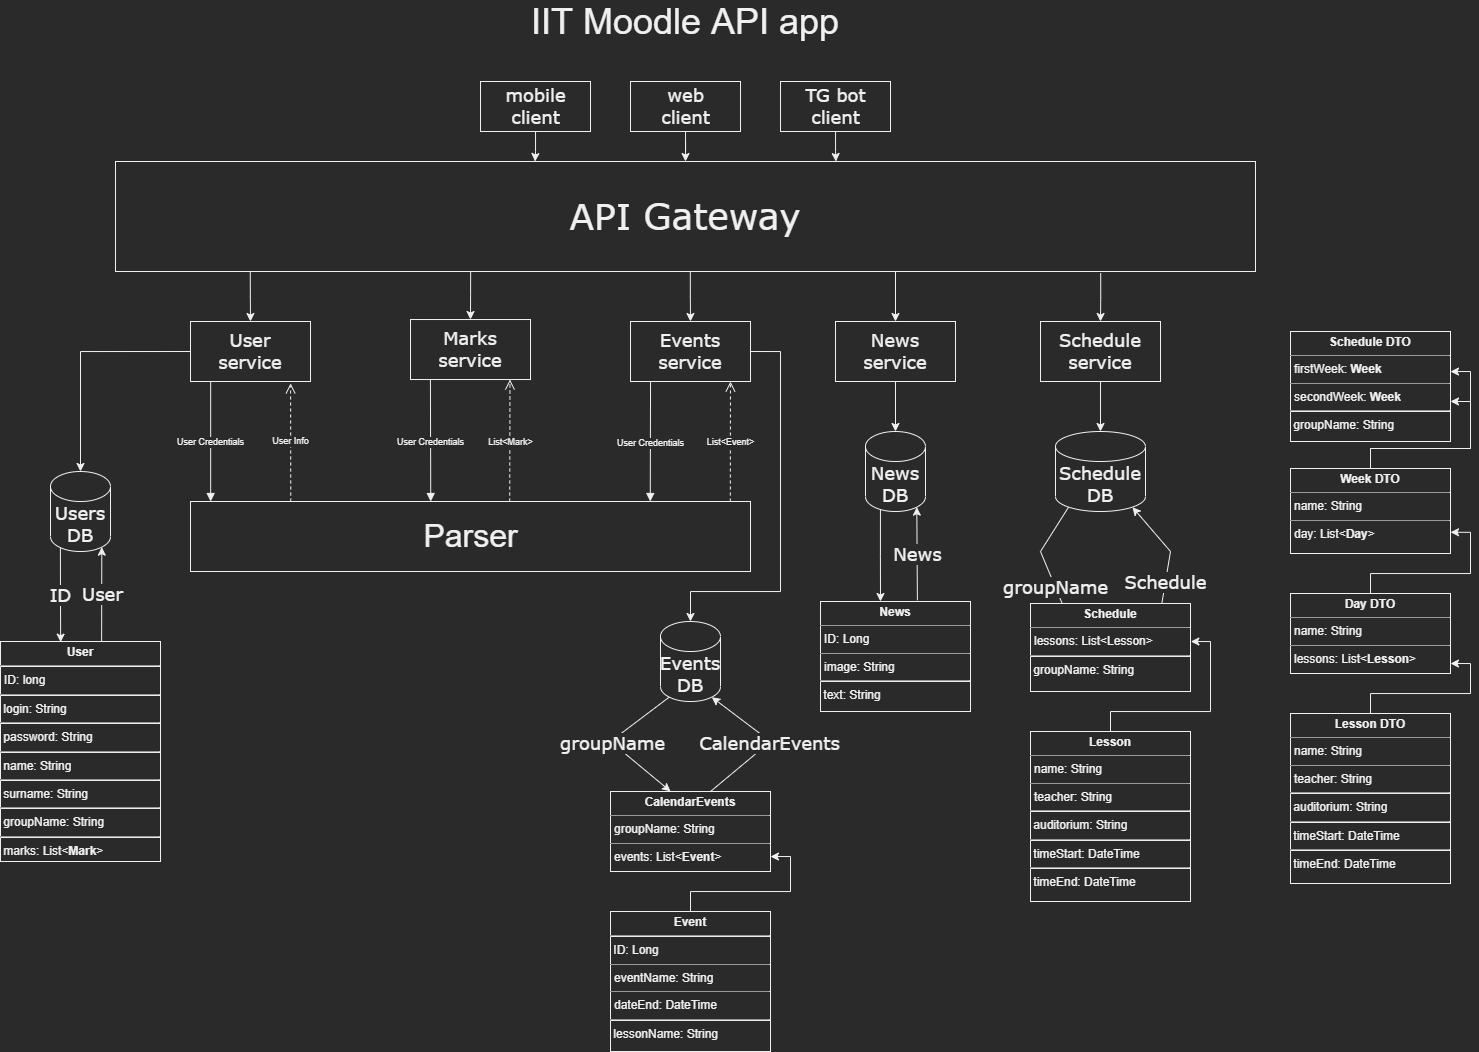 IIT Moodle API app
mobile
client
web
client
TG bot
client
API Gateway
User
service
Marks
service
Events
service
News
service
Schedule
service
User Credentials
User Info
User Credentials
List<Mark>
User Credentials
List<Event>
Parser
Users
DB
ID
User
User
ID: long
login: String
password: String
name: String
surname: String
groupName: String
marks: List<Mark>
Events
DB
groupName
CalendarEvents
CalendarEvents
groupName: String
events: List<Event>
Event
ID: Long
eventName: String
dateEnd: DateTime
lessonName: String
News
DB
News
News
ID: Long
image: String
text: String
Schedule
DB
groupName
Schedule
Schedule
lessons: List<Lesson>
groupName: String
Lesson
name: String
teacher: String
auditorium: String
timeStart: DateTime
timeEnd: DateTime
Schedule DTO
firstWeek: Week
secondWeek: Week
groupName: String
Week DTO
name: String
day: List<Day>
Day DTO
name: String
lessons: List<Lesson>
Lesson DTO
name: String
teacher: String
auditorium: String
timeStart: DateTime
timeEnd: DateTime